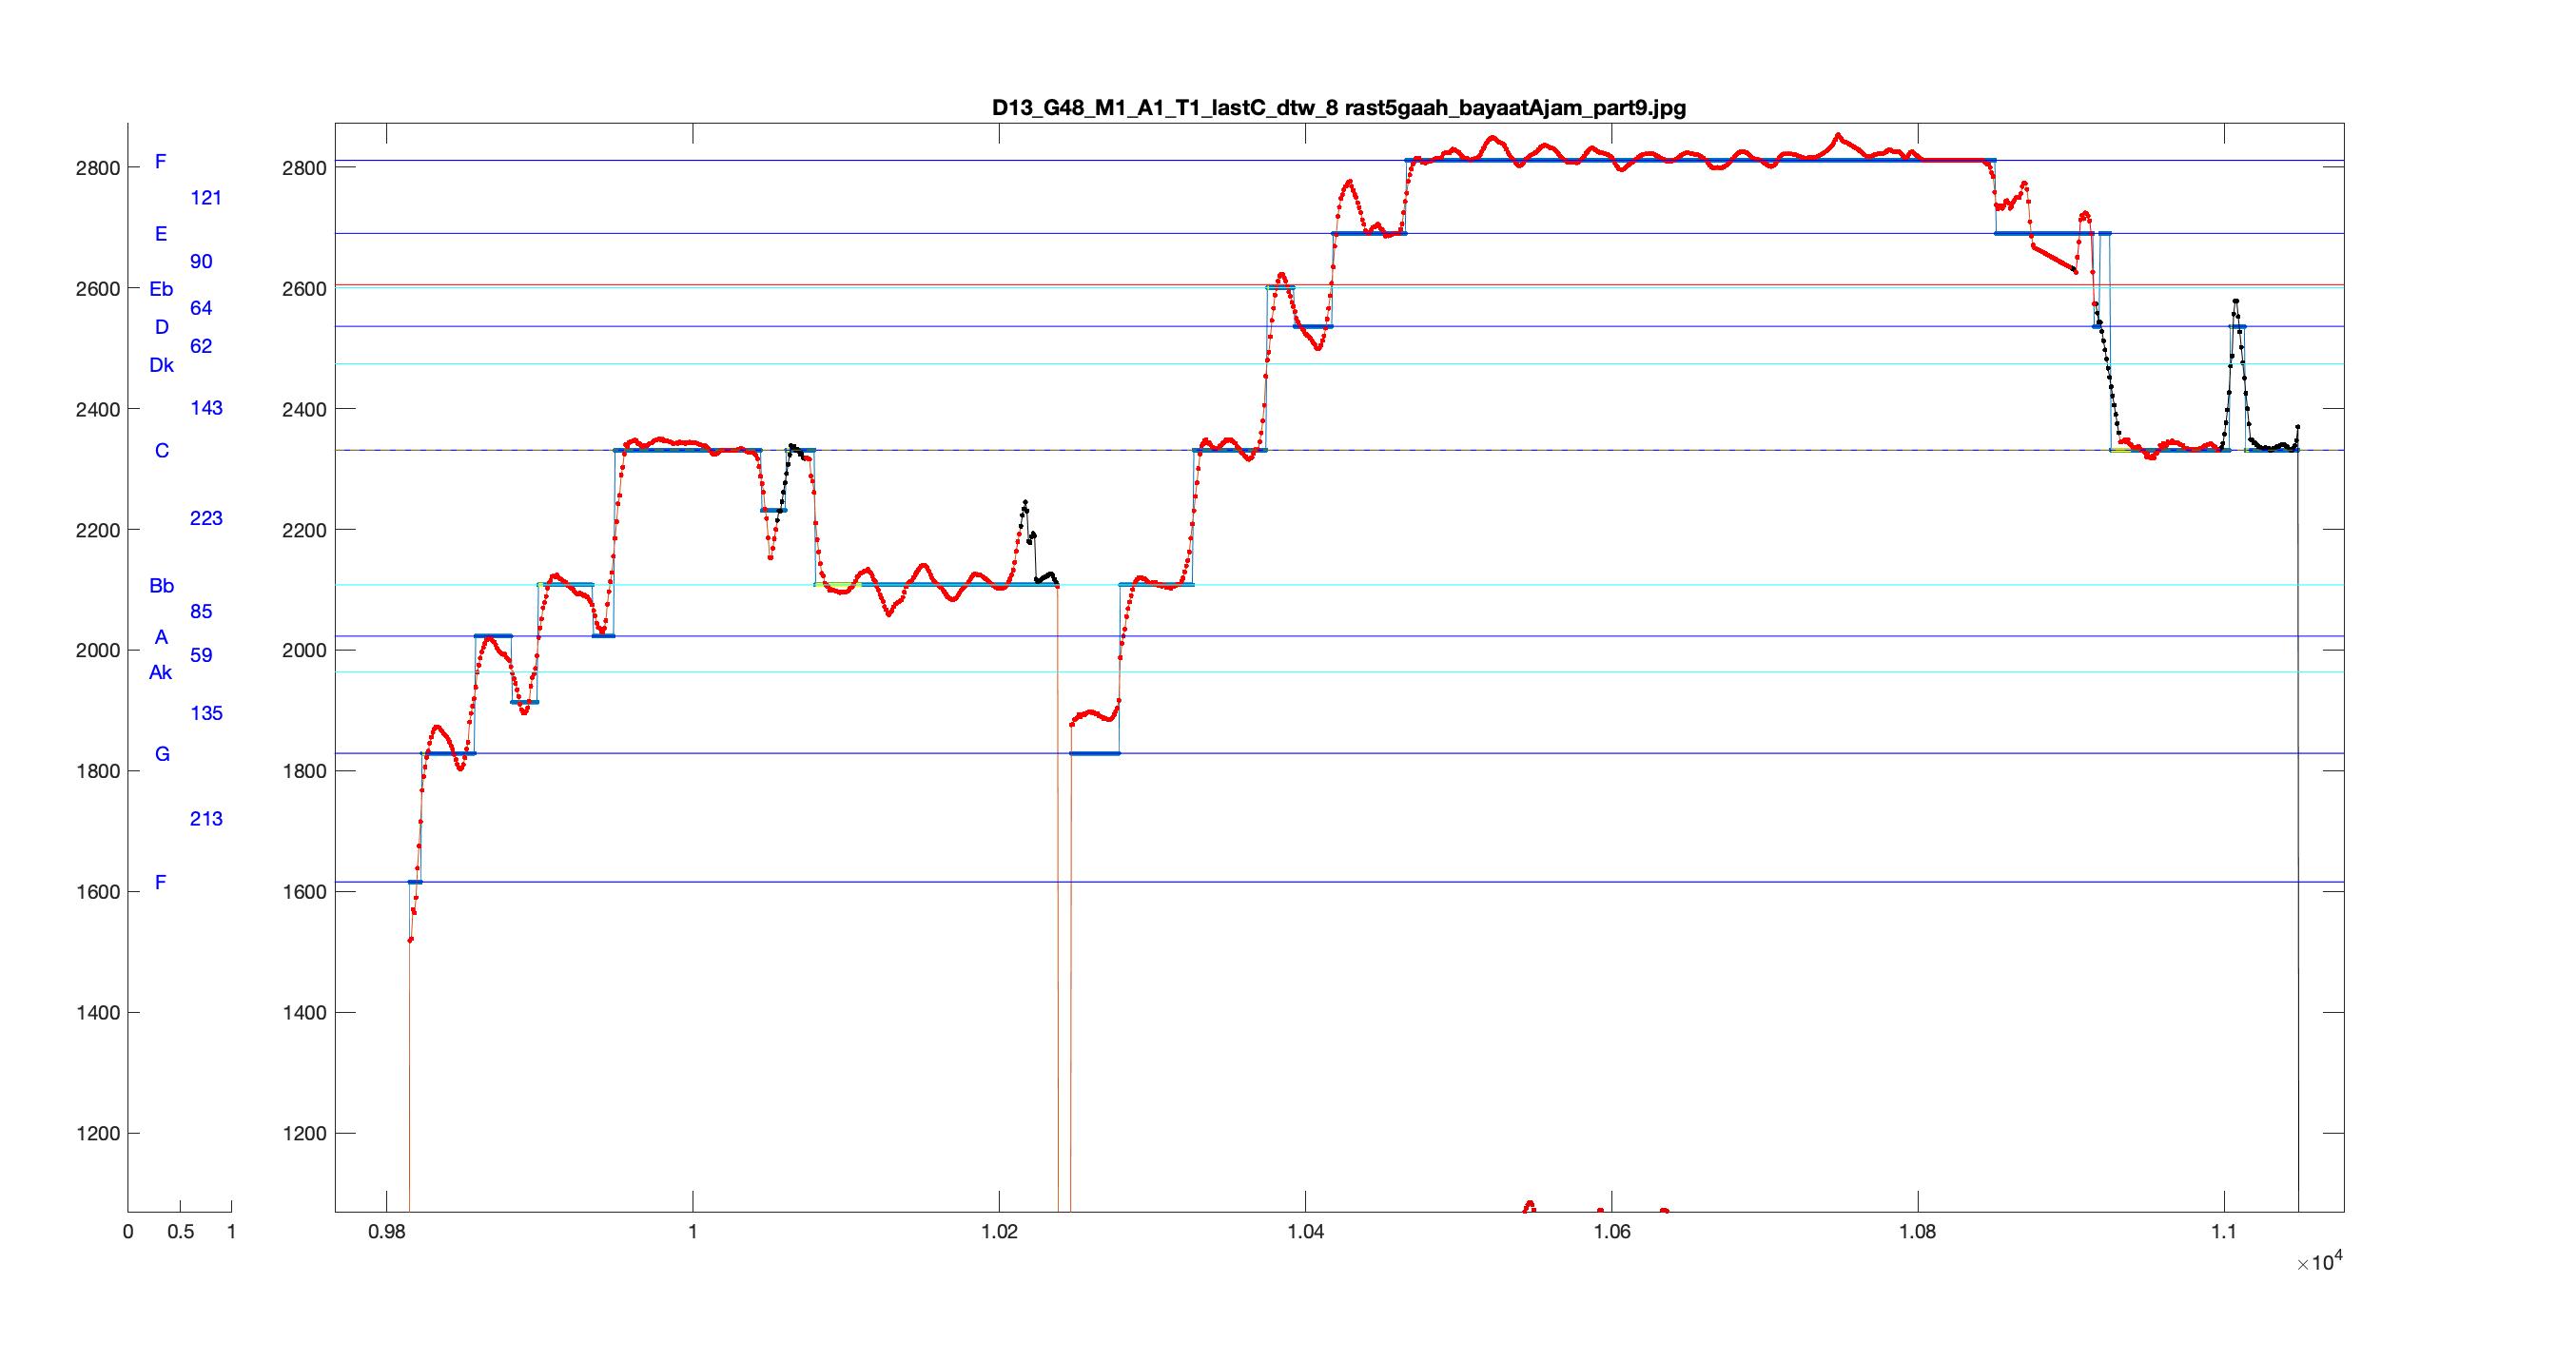 D13_G48_M1_A1_T1_lastC_dtw_8 rast5gaah_bayaatAjam_part9.jpg
2800 F 2800
121
E
90
2600 Eb 2600
64
D
62
Dk
2400 143 2400
C
223
2200 2200
Bb
85
2000 A 2000
59
Ak
135
G
1800 1800
213
F
1600 1600
1400 1400
1200 1200
0 0.5 1 0.98 1 1.02 1.04 1.06 1.08 1.1
×10^4